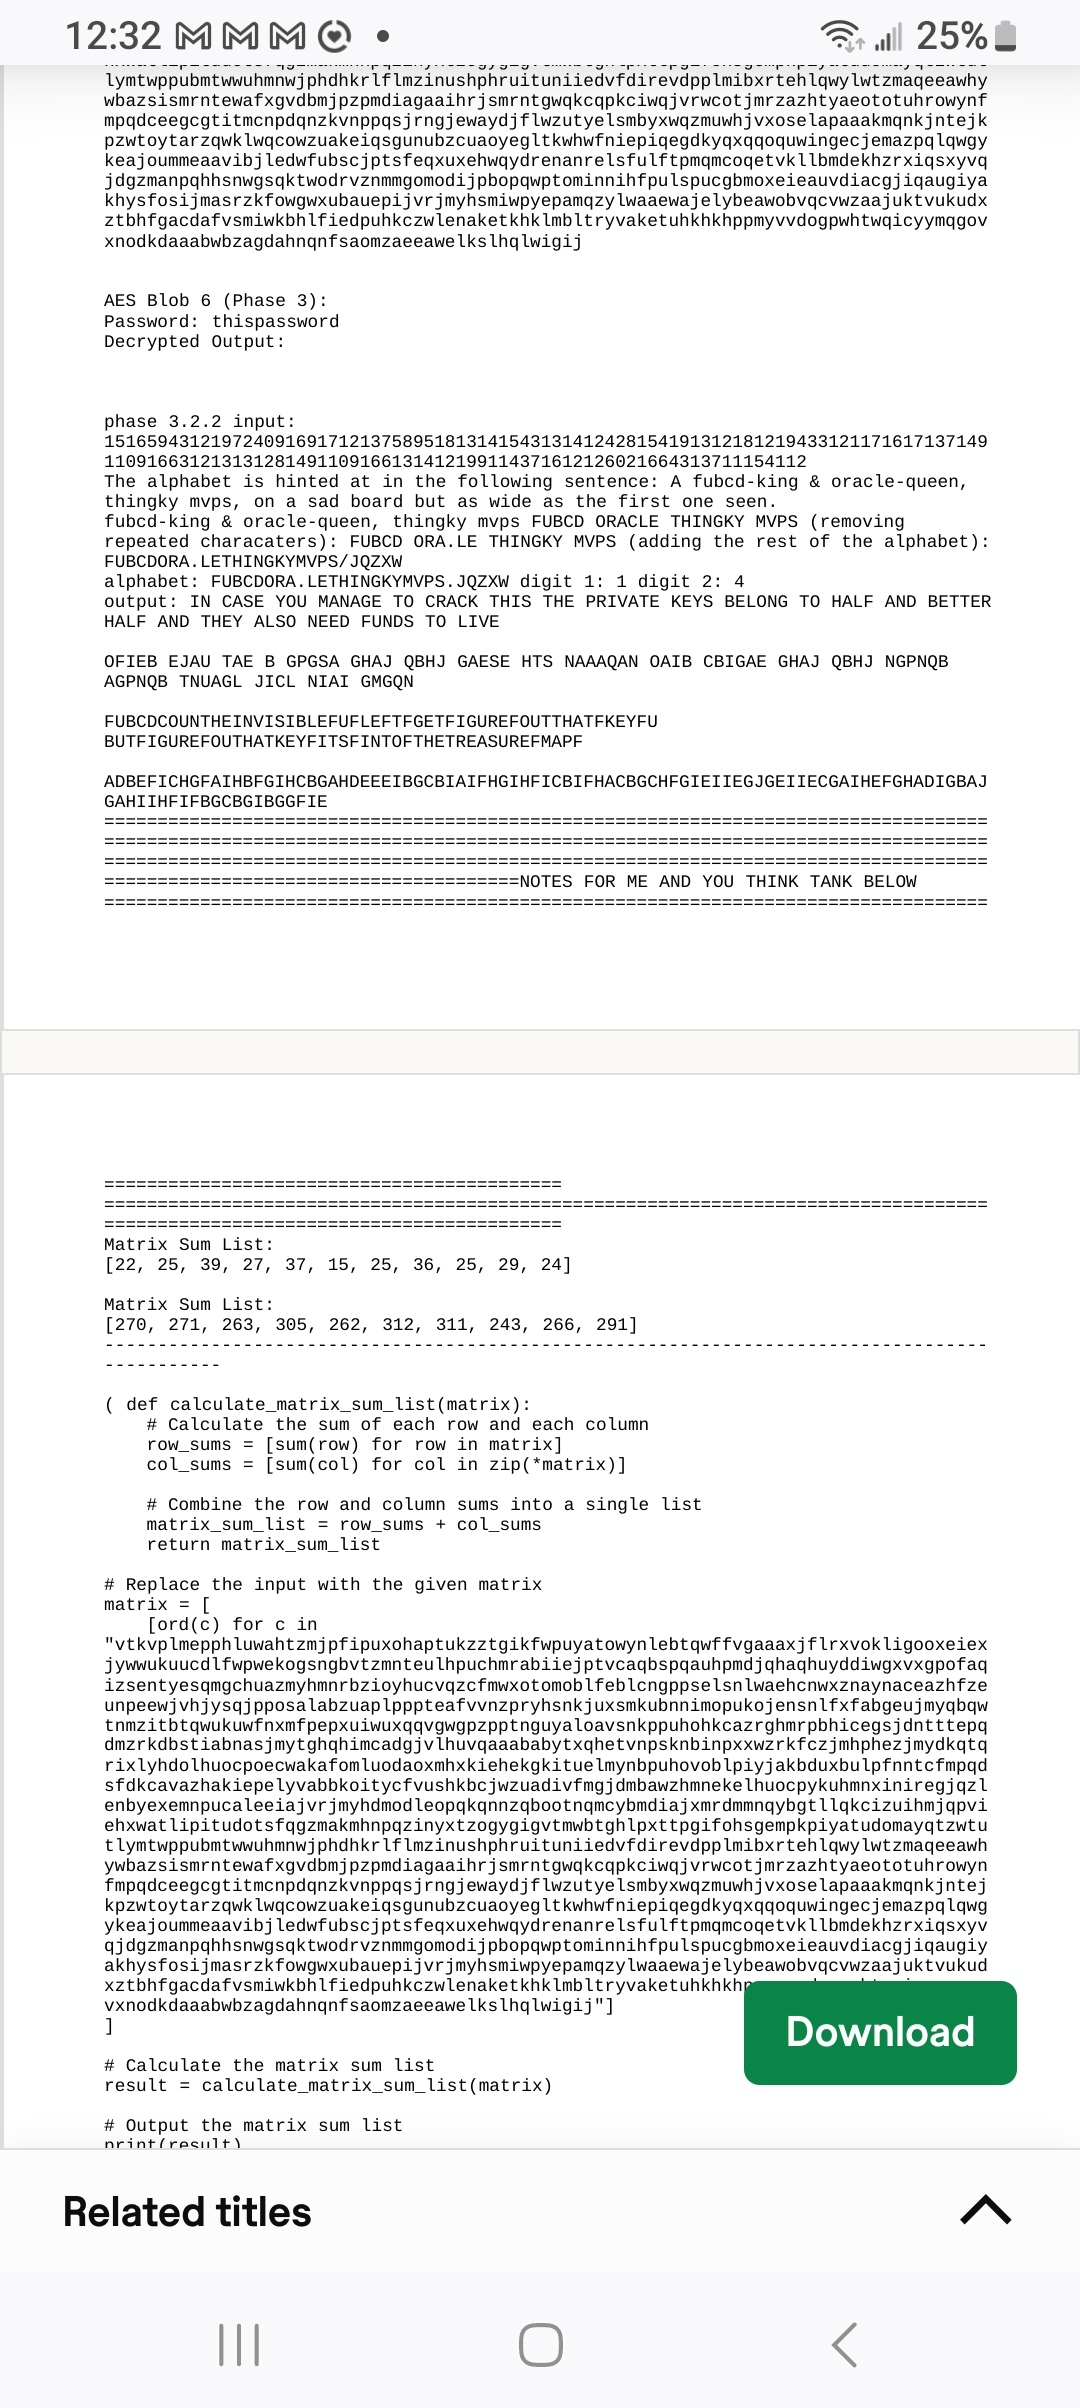 12:32
25%
lymtwppubmtwwuhmnwjphdhkrlflmzinushphruituniiedvfdirevdpplmibxrtehlqwylwtzmaqeeawhy
wbazsismrntewafxgvdbmjpzpmdiagaaihrjsmrntgwqkcqpkciwqjvrwcotjmrzazhtyaeototuhrowynf
mpqdceegcgtitmcnpdqnzkvnppqsjrngjewaydjflwzutyelsmbyxwqzmuwhjvxoselapaaakmqnkjntejk
pzwtoytarzqwklwqcowzuakeiqsgunubzcuaoyegltkwhwfniepiqegdkyqxqqoquwingecjemazpqlqwgy
keajoummeaavibjledwfubscjptsfeqxuxehwqydrenanrelsfulftpmqmcoqetvkllbmdekhzrxiqsxyvq
jdgzmanpqhhsnwgsqktwodrvznmmgomodijpbopqwptominnihfpulspucgbmoxeieauvdiacgjiqaugiya
khysfosijmasrzkfowgwxubauepijvrjmyhsmiwpyepamqzylwaaewajelybeawobvqcvwzaajuktvukudx
ztbhfgacdafvsmiwkbhlfiedpuhkczwlenaketkhklmbltryvaketuhkhkhppmyvvdogpwhtwqicyymqgov
xnodkdaaabwbzagdahnqnfsaomzaeeawelkslhqlwigij
AES Blob 6 (Phase 3):
Password: thispassword
Decrypted Output:
phase 3.2.2 input:
15165943121972409169171213758951813141543131412428154191312181219433121171617137149
110916631213131281491109166131412199114371612126021664313711154112
The alphabet is hinted at in the following sentence: A fubcd-king & oracle-queen,
thingky mvps, on a sad board but as wide as the first one seen.
fubcd-king & oracle-queen, thingky mvps FUBCD ORACLE THINGKY MVPS (removing
repeated characaters): FUBCD ORA.LE THINGKY MVPS (adding the rest of the alphabet):
FUBCDORA.LETHINGKYMVPS/JQZXW
alphabet: FUBCDORA.LETHINGKYMVPS.JQZXW digit 1: 1 digit 2: 4
output: IN CASE YOU MANAGE TO CRACK THIS THE PRIVATE KEYS BELONG TO HALF AND BETTER
HALF AND THEY ALSO NEED FUNDS TO LIVE
OFIEB EJAU TAE B GPGSA GHAJ QBHJ GAESE HTS NAAAQAN OAIB CBIGAE GHAJ QBHJ NGPNQB
AGPNQB TNUAGL JICL NIAI GMGQN
FUBCDCOUNTHEINVISIBLEFUFLEFTFGETFIGUREFOUTTHATFKEYFU
BUTFIGUREFOUTHATKEYFITSFINTOFTHETREASUREFMAPF
ADBEFICHGFAIHBFGIHCBGAHDEEEIBGCBIAIFHGIHFICBIFHACBGCHFGIEIIEGJGEIIECGAIHEFGHADIGBAJ
GAHIIHFIFBGCBGIBGGFIE
===================================================================================
===================================================================================
===================================================================================
=======================================NOTES FOR ME AND YOU THINK TANK BELOW
===================================================================================
===========================================
===================================================================================
===========================================
Matrix Sum List:
[22, 25, 39, 27, 37, 15, 25, 36, 25, 29, 24]
Matrix Sum List:
[270, 271, 263, 305, 262, 312, 311, 243, 266, 291]
-----------------------------------------------------------------------------------
-----------
( def calculate_matrix_sum_list(matrix):
# Calculate the sum of each row and each column
row_sums = [sum(row) for row in matrix]
col_sums = [sum(col) for col in zip(*matrix)]
# Combine the row and column sums into a single list
matrix_sum_list = row_sums + col_sums
return matrix_sum_list
# Replace the input with the given matrix
matrix = [
[ord(c) for c in
"vtkvplmepphluwahtzmjpfipuxohaptukzztgikfwpuyatowynlebtqwffvgaaaxjflrxvokligooxeiex
jywwukuucdlfwpwekogsngbvtzmnteulhpuchmrabiiejptvcaqbspqauhpmdjqhaqhuyddiwgxvxgpofaq
izsentyesqmgchuazmyhmnrbzioyhucvqzcfmwxotomoblfeblcngppselsnlwaehcnwxznaynaceazhfze
unpeewjvhjysqjpposalabzuaplpppteafvvnzpryhsnkjuxsmkubnnimopukojensnlfxfabgeujmyqbqw
tnmzitbtqwukuwfnxmfpepxuiwuxqqvgwgpzpptnguyaloavsnkppuhohkcazrghmrpbhicegsjdntttepq
dmzrkdbstiabnasjmytghqhimcadgjvlhuvqaaababytxqhetvnpsknbinpxxwzrkfczjmhphezjmydkqtq
rixlyhdolhuocpoecwakafomluodaoxmhxkiehekgkituelmynbpuhovoblpiyjakbduxbulpfnntcfmpqd
sfdkcavazhakiepelyvabbkoitycfvushkbcjwzuadivfmgjdmbawzhmnekelhuocpykuhmnxiniregjqzl
enbyexemnpucaleeiajvrjmyhdmodleopqkqnnzqbootnqmcybmdiajxmrdmmnqybgtllqkcizuihmjqpvi
ehxwatlipitudotsfqgzmakmhnpqzinyxtzogygigvtmwbtghlpxttpgifohsgempkpiyatudomayqtzwtu
tlymtwppubmtwwuhmnwjphdhkrlflmzinushphruituniiedvfdirevdpplmibxrtehlqwylwtzmaqeeawh
ywbazsismrntewafxgvdbmjpzpmdiagaaihrjsmrntgwqkcqpkciwqjvrwcotjmrzazhtyaeototuhrowyn
fmpqdceegcgtitmcnpdqnzkvnppqsjrngjewaydjflwzutyelsmbyxwqzmuwhjvxoselapaaakmqnkjntej
kpzwtoytarzqwklwqcowzuakeiqsgunubzcuaoyegltkwhwfniepiqegdkyqxqqoquwingecjemazpqlqwg
ykeajoummeaavibjledwfubscjptsfeqxuxehwqydrenanrelsfulftpmqmcoqetvkllbmdekhzrxiqsxyv
qjdgzmanpqhhsnwgsqktwodrvznmmgomodijpbopqwptominnihfpulspucgbmoxeieauvdiacgjiqaugiy
akhysfosijmasrzkfowgwxubauepijvrjmyhsmiwpyepamqzylwaaewajelybeawobvqcvwzaajuktvukud
vxnodkdaaabwbzagdahnqnfsaomzaeeawelkslhqlwigij"]
]
# Calculate the matrix sum list
result = calculate_matrix_sum_list(matrix)
# Output the matrix sum list
print(result)
Download
Related titles